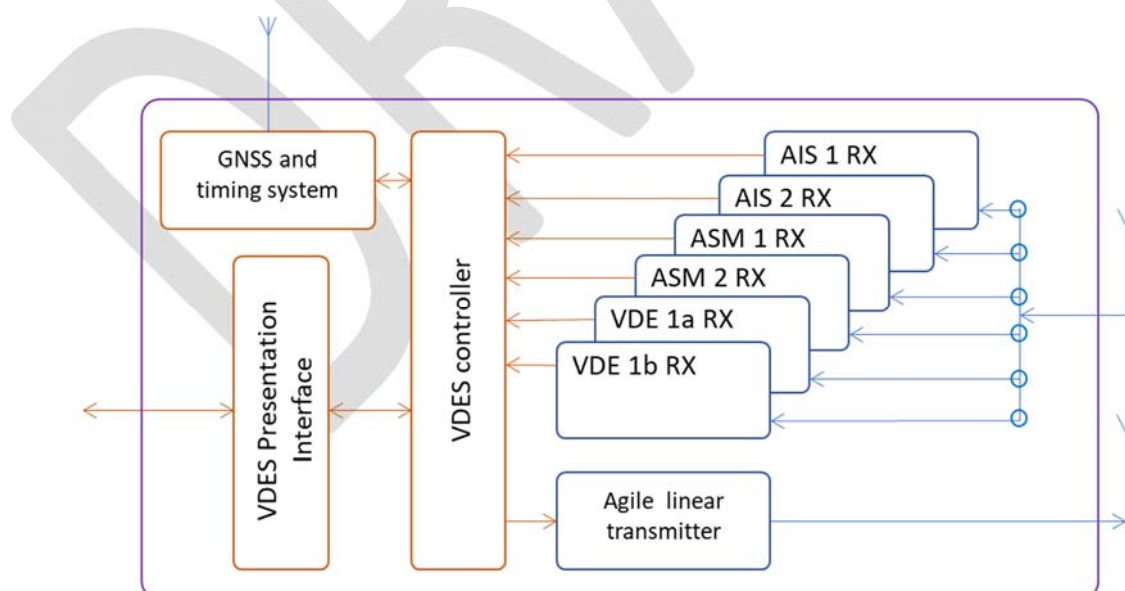 GNSS and
timing system
VDES Presentation
Interface
VDES controller
AIS 1 RX
AIS 2 RX
ASM 1 RX
ASM 2 RX
VDE 1a RX
VDE 1b RX
Agile linear
transmitter